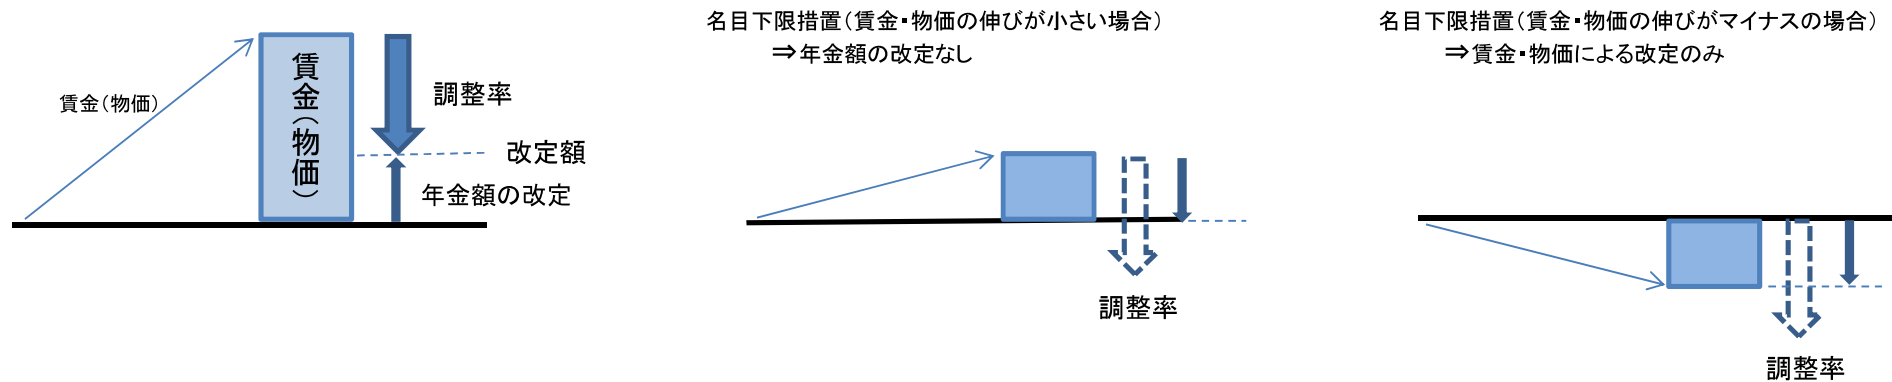 賃金(物価)
賃金(物価)
調整率
改定額
年金額の改定
名目下限措置(賃金・物価の伸びが小さい場合)
⇒年金額の改定なし
調整率
名目下限措置(賃金・物価の伸びがマイナスの場合)
⇒賃金・物価による改定のみ
調整率